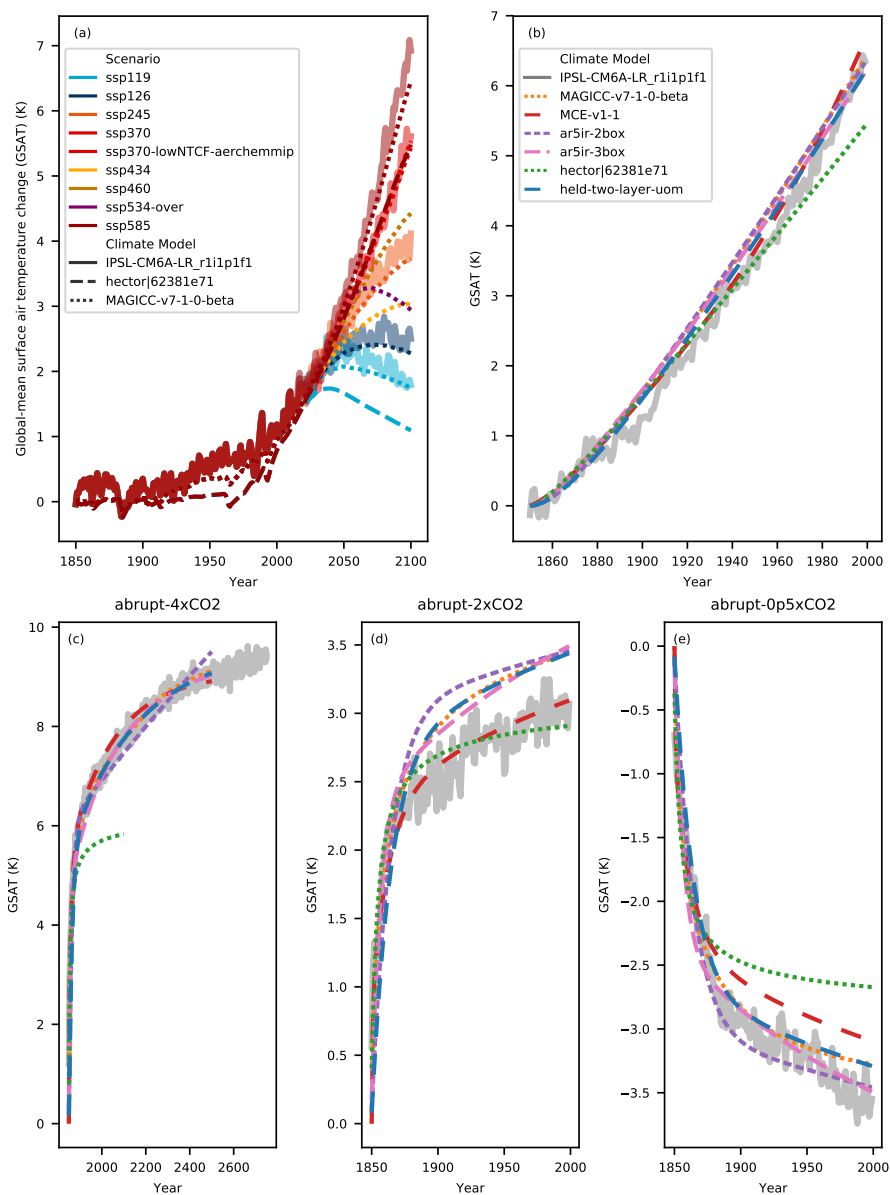 (a)
Scenario
ssp119
ssp126
ssp245
ssp370
ssp370-lowNTCF-aerchemmip
ssp434
ssp460
ssp534-over
ssp585
Climate Model
IPSL-CM6A-LR_r1i1p1f1
hector|62381e71
MAGICC-v7-1-0-beta
Global-mean surface air temperature change (GSAT) (K)
7
6
5
4
3
2
1
0
1850 1900 1950 2000 2050 2100
Year
(b)
Climate Model
IPSL-CM6A-LR_r1i1p1f1
MAGICC-v7-1-0-beta
MCE-v1-1
ar5ir-2box
ar5ir-3box
hector|62381e71
held-two-layer-uom
GSAT (K)
6
5
4
3
2
1
0
1860 1880 1900 1920 1940 1960 1980 2000
Year
abrupt-4xCO2
(c)
GSAT (K)
10
8
6
4
2
0
2000 2200 2400 2600
Year
abrupt-2xCO2
(d)
GSAT (K)
3.5
3.0
2.5
2.0
1.5
1.0
0.5
0.0
1850 1900 1950 2000
Year
abrupt-0p5xCO2
(e)
GSAT (K)
0.0
−0.5
−1.0
−1.5
−2.0
−2.5
−3.0
−3.5
1850 1900 1950 2000
Year